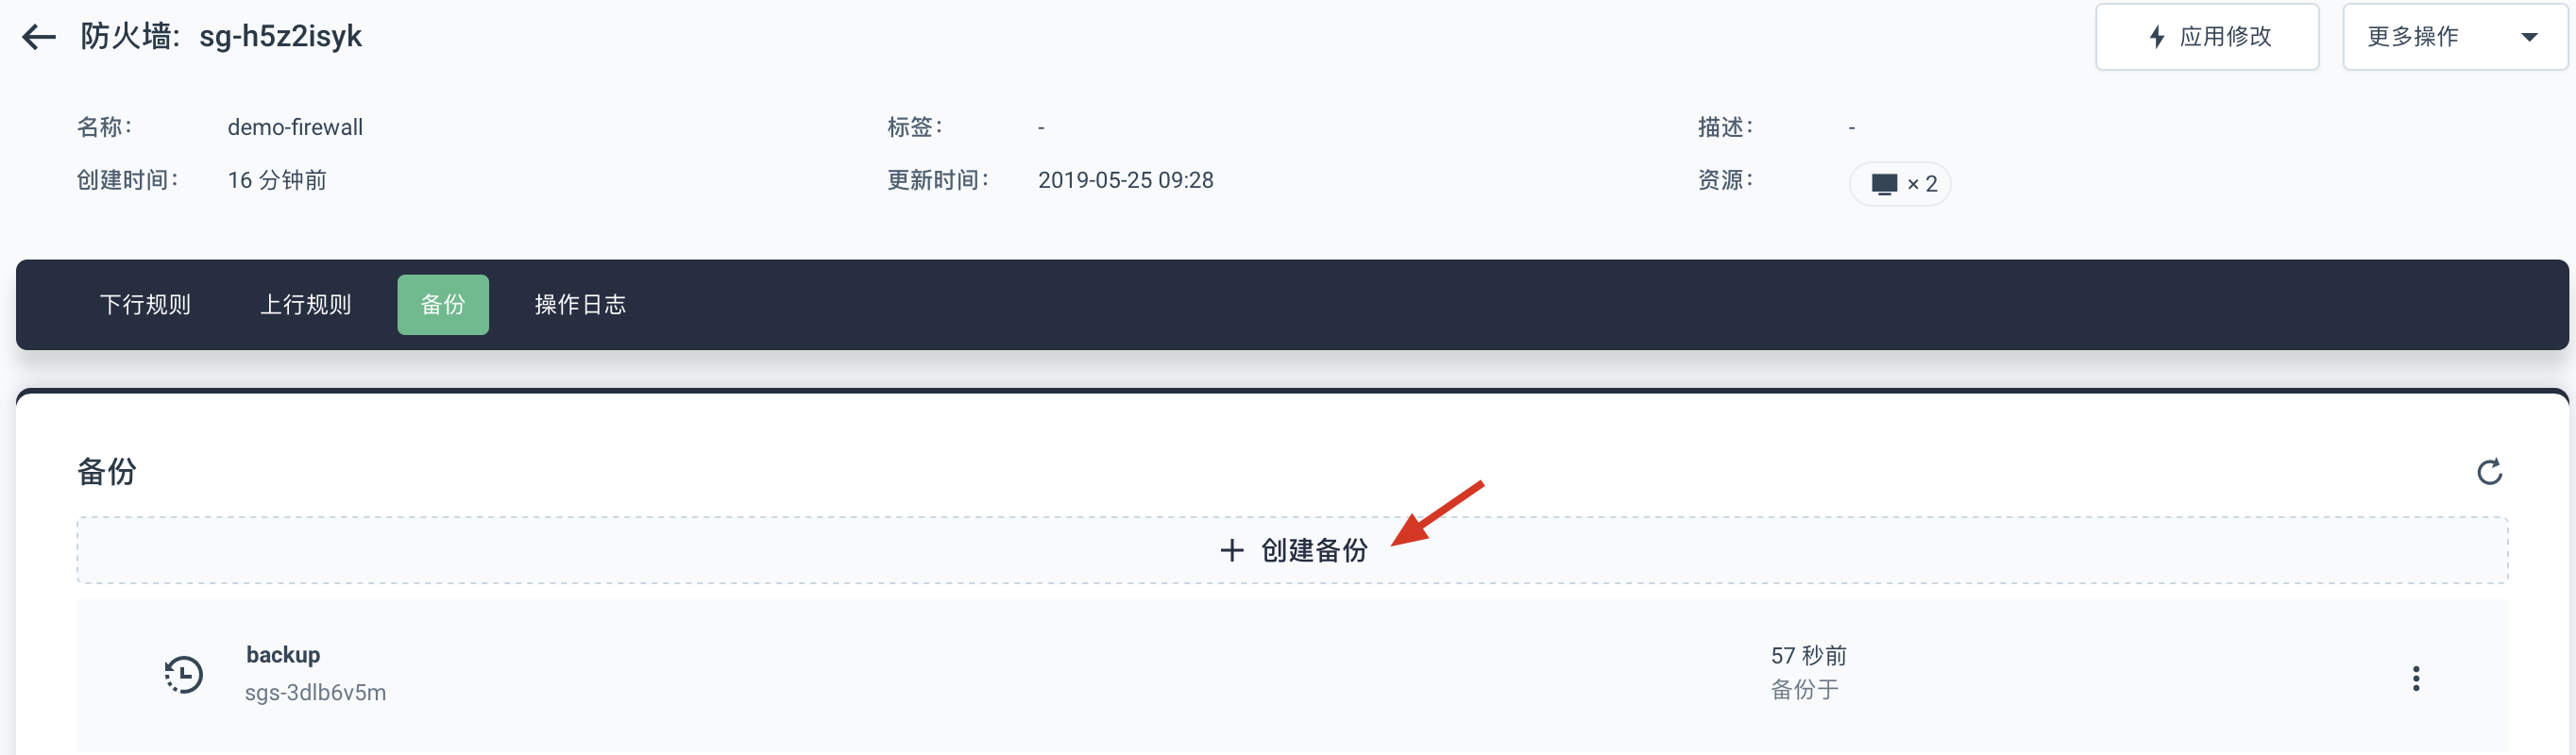 防火墙: sg-h5z2isyk
应用修改
更多操作
名称: demo-firewall
标签: -
描述: -
创建时间: 16 分钟前
更新时间: 2019-05-25 09:28
资源: × 2
下行规则 上行规则 备份 操作日志
备份
+ 创建备份
backup
sgs-3dlb6v5m
57 秒前
备份于